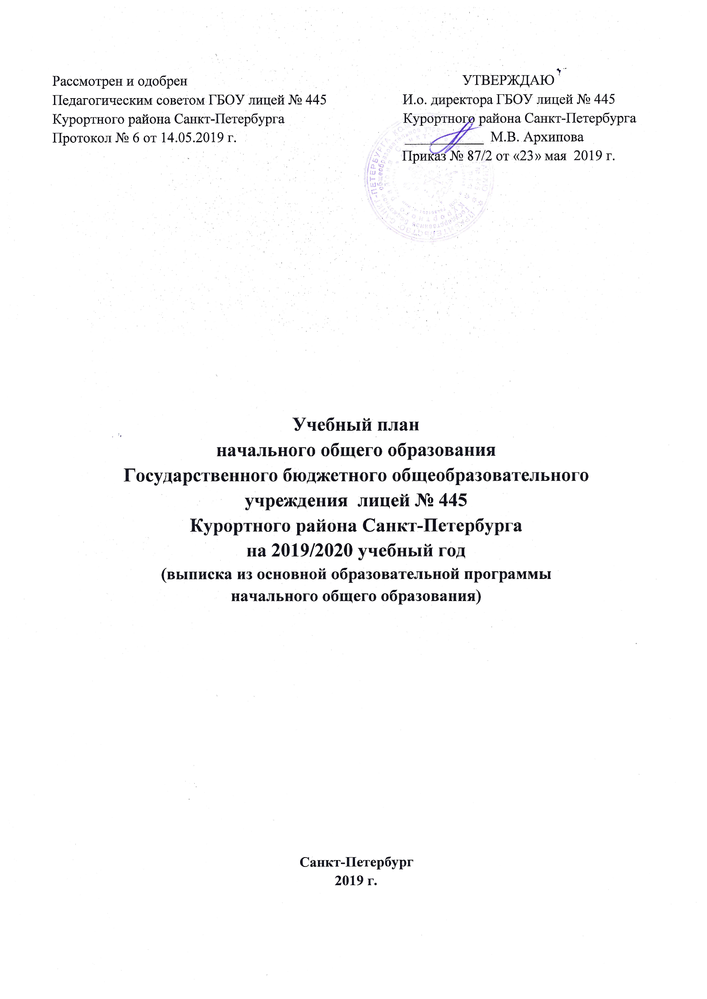 Рассмотрен и одобрен
Педагогическим советом ГБОУ лицей № 445
Курортного района Санкт-Петербурга
Протокол № 6 от 14.05.2019 г.
УТВЕРЖДАЮ
И.о. директора ГБОУ лицей № 445
Курортного района Санкт-Петербурга
____________ М.В. Архипова
Приказ № 87/2 от «23» мая 2019 г.
Учебный план
начального общего образования
Государственного бюджетного общеобразовательного
учреждения лицей № 445
Курортного района Санкт-Петербурга
на 2019/2020 учебный год
(выписка из основной образовательной программы
начального общего образования)
Санкт-Петербург
2019 г.